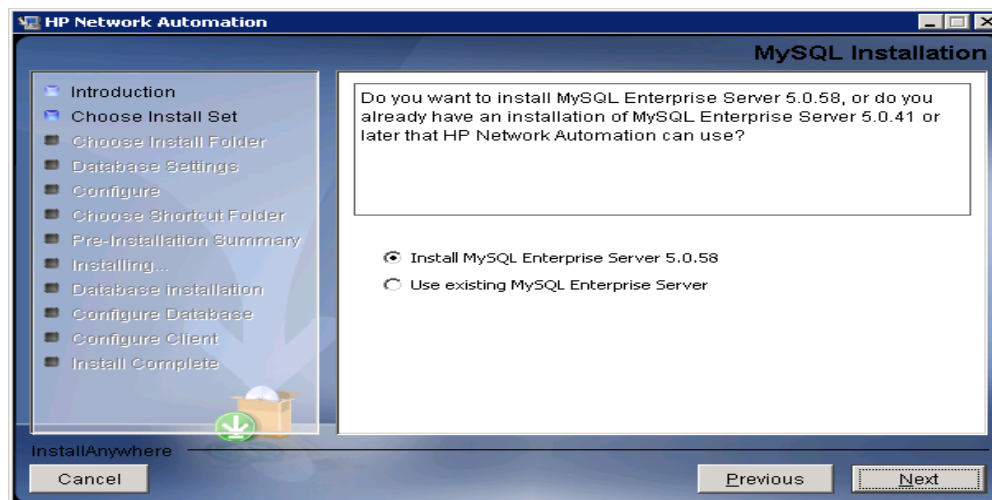 HP Network Automation
MySQL Installation
Introduction
Choose Install Set
Choose Install Folder
Database Settings
Configure
Choose Shortcut Folder
Pre-Installation Summary
Installing...
Database installation
Configure Database
Configure Client
Install Complete
Do you want to install MySQL Enterprise Server 5.0.58, or do you
already have an installation of MySQL Enterprise Server 5.0.41 or
later that HP Network Automation can use?
Install MySQL Enterprise Server 5.0.58
Use existing MySQL Enterprise Server
InstallAnywhere
Cancel
Previous
Next